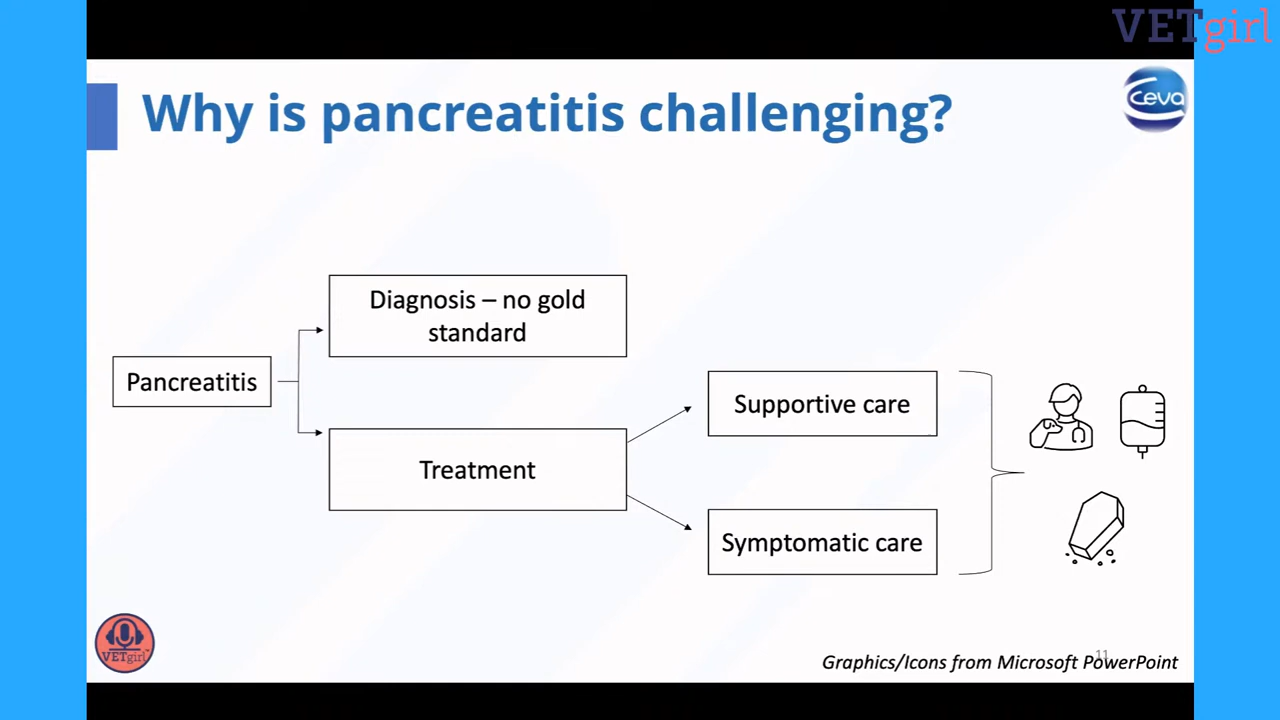 VETgirl
Why is pancreatitis challenging?
Ceva
Diagnosis – no gold
standard
Pancreatitis
Treatment
Supportive care
Symptomatic care
VETgirl
11
Graphics/Icons from Microsoft PowerPoint